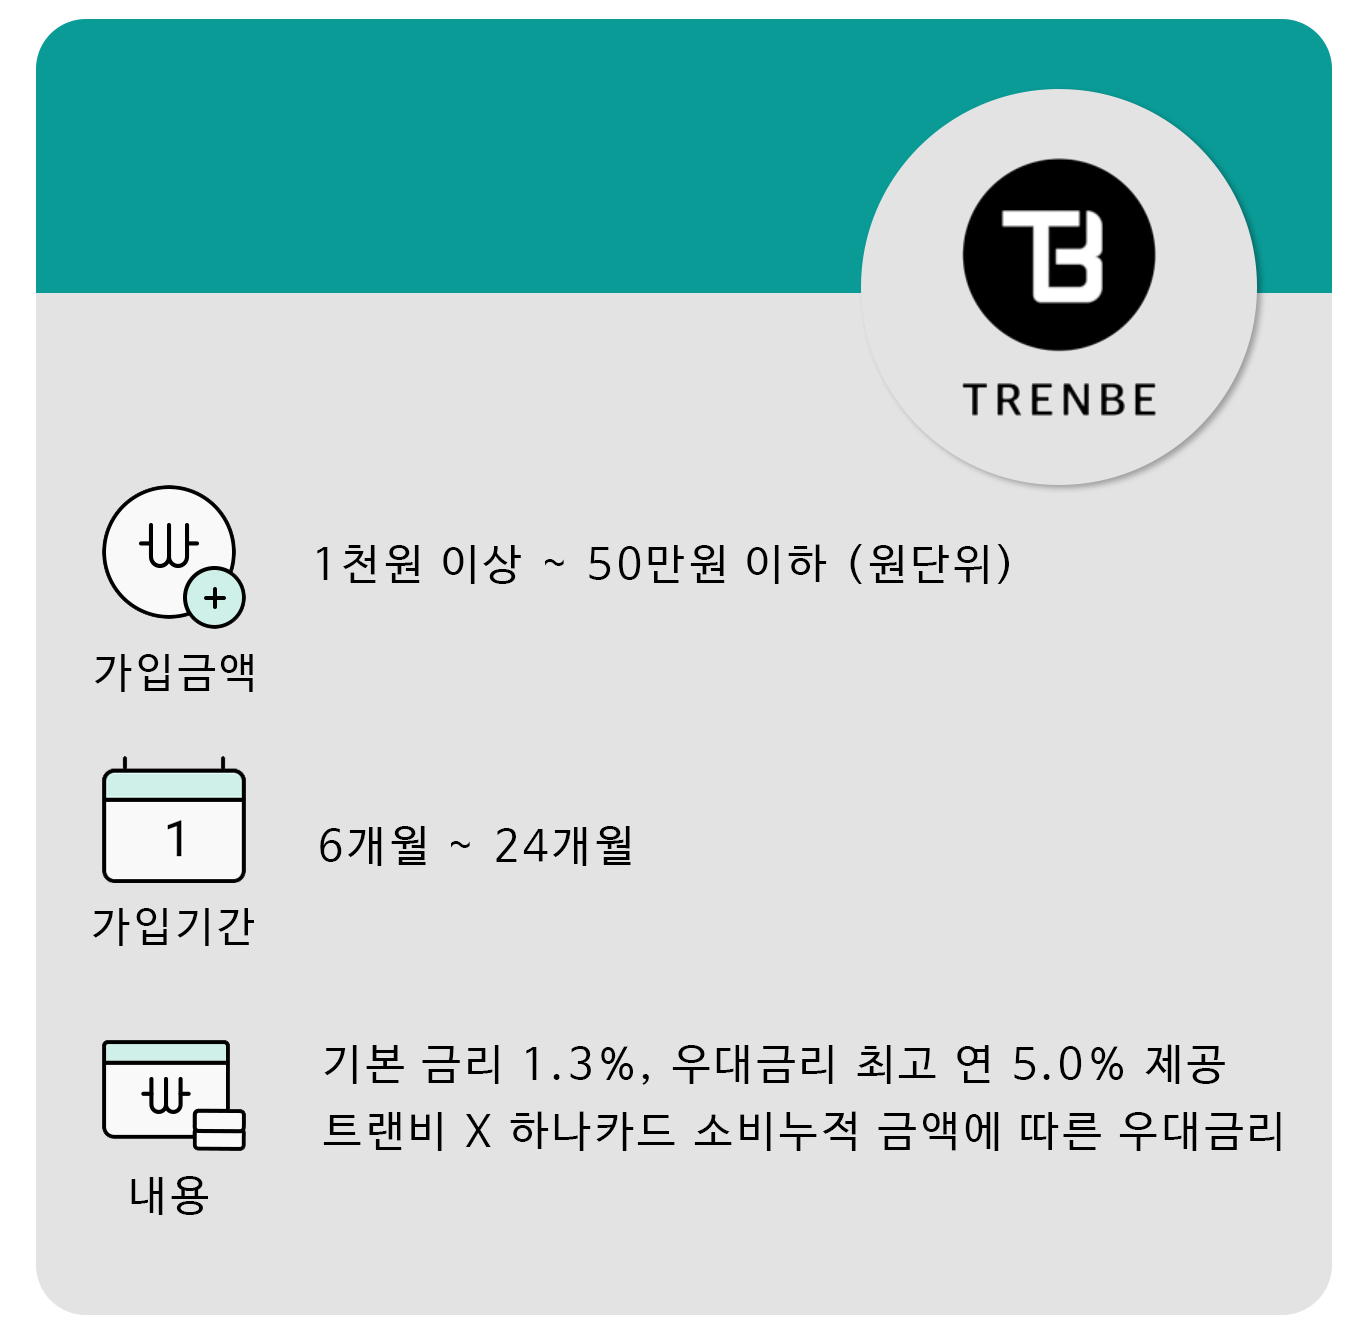 TB
TRENBE
1천원 이상 ~ 50만원 이하 (원단위)
가입금액
1
6개월 ~ 24개월
가입기간
기본 금리 1.3%, 우대금리 최고 연 5.0% 제공
트랜비 X 하나카드 소비누적 금액에 따른 우대금리
내용